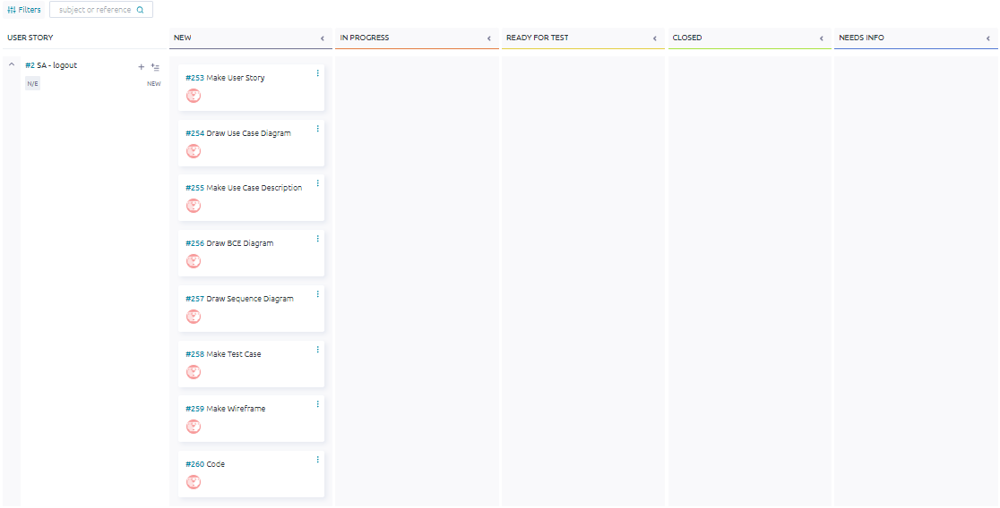 Filters
subject or reference
USER STORY
NEW
IN PROGRESS
READY FOR TEST
CLOSED
NEEDS INFO
#2 SA - logout
N/E
NEW
#253 Make User Story
#254 Draw Use Case Diagram
#255 Make Use Case Description
#256 Draw BCE Diagram
#257 Draw Sequence Diagram
#258 Make Test Case
#259 Make Wireframe
#260 Code